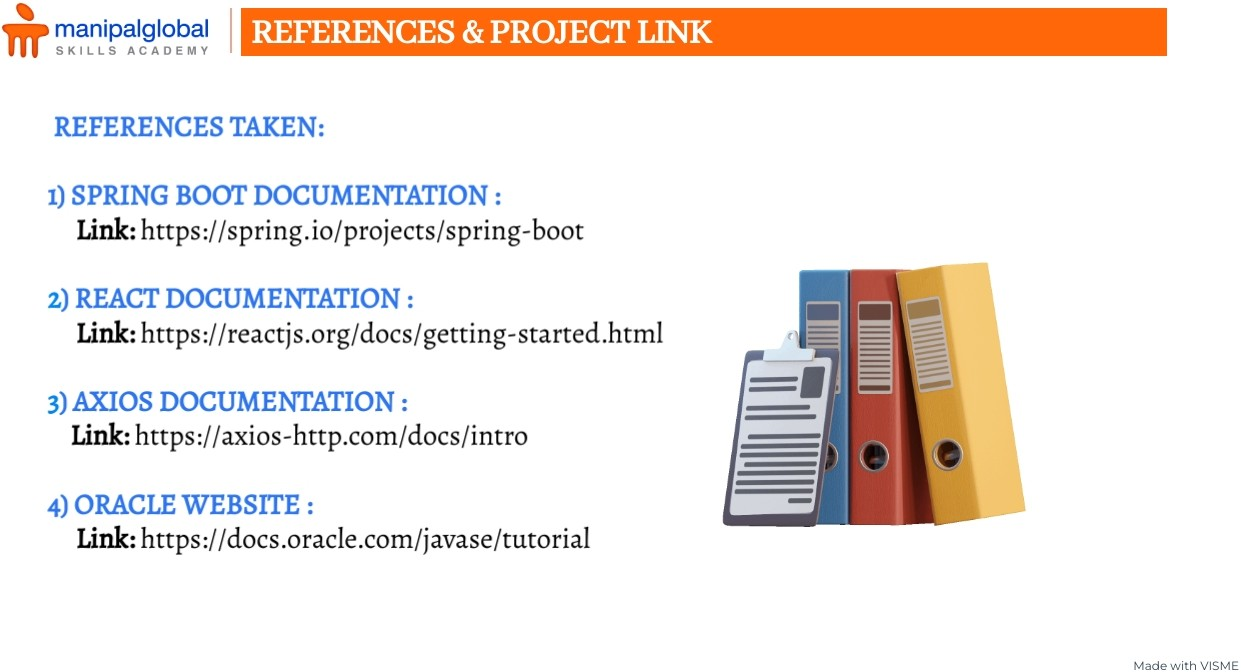 manipalglobal
SKILLS ACADEMY
REFERENCES & PROJECT LINK
REFERENCES TAKEN:
1) SPRING BOOT DOCUMENTATION :
Link: https://spring.io/projects/spring-boot
2) REACT DOCUMENTATION :
Link: https://reactjs.org/docs/getting-started.html
3) AXIOS DOCUMENTATION :
Link: https://axios-http.com/docs/intro
4) ORACLE WEBSITE :
Link: https://docs.oracle.com/javase/tutorial
Made with VISME